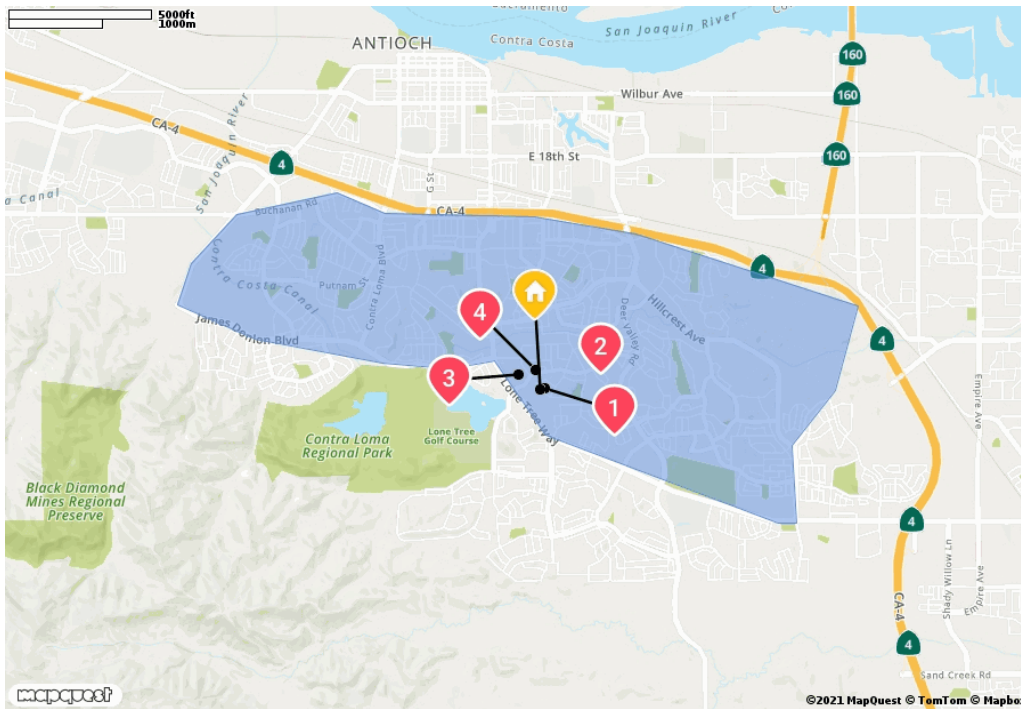 5000ft
1000m
Sacramento
San Joaquin River
Contra Costa
ANTIOCH
160
Wilbur Ave
160
CA-4
San Joaquin River
E 18th St
160
4
G St
Canal
Buchanan Rd
CA-4
Contra Costa Canal
Contra Loma Blvd
4
Putnam St
Hillcrest Ave
Deer Valley Rd
James Donlon Blvd
4
2
4
3
1
Lone Tree Way
Empire Ave
Lone Tree
Golf Course
Contra Loma
Regional Park
Black Diamond
Mines Regional
Preserve
4
Shady Willow Ln
Empire Ave
CA-4
4
Sand Creek Rd
mapquest
©2021 MapQuest © TomTom © Mapbo